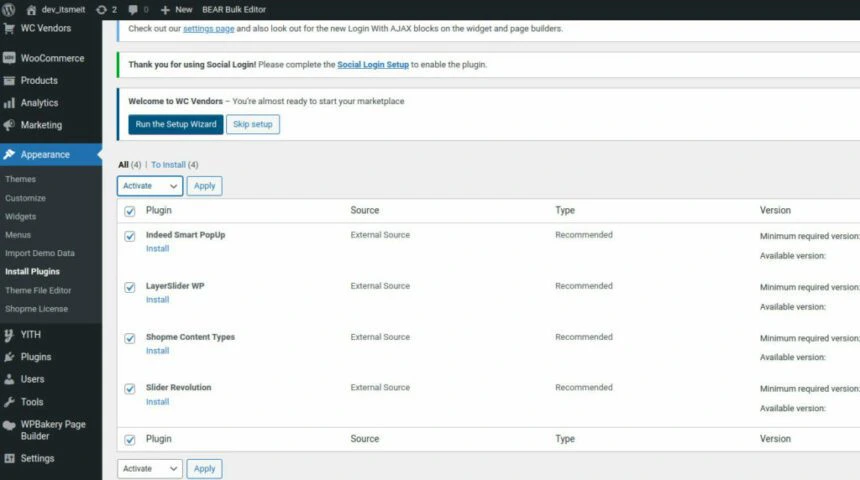 dev_itsmeit 2 0 New BEAR Bulk Editor
WC Vendors
WooCommerce
Products
Analytics
Marketing
Appearance
Themes
Customize
Widgets
Menus
Import Demo Data
Install Plugins
Theme File Editor
Shopme License
YITH
Plugins
Users
Tools
WPBakery Page
Builder
Settings
Check out our settings page and also look out for the new Login With AJAX blocks on the widget and page builders.
Thank you for using Social Login! Please complete the Social Login Setup to enable the plugin.
Welcome to WC Vendors – You're almost ready to start your marketplace
Run the Setup Wizard Skip setup
All (4) | To Install (4)
Activate Apply
Plugin Source Type Version
Indeed Smart PopUp External Source Recommended Minimum required version:
Install Available version:
LayerSlider WP External Source Recommended Minimum required version:
Install Available version:
Shopme Content Types External Source Recommended Minimum required version:
Install Available version:
Slider Revolution External Source Recommended Minimum required version:
Install Available version:
Plugin Source Type Version
Activate Apply